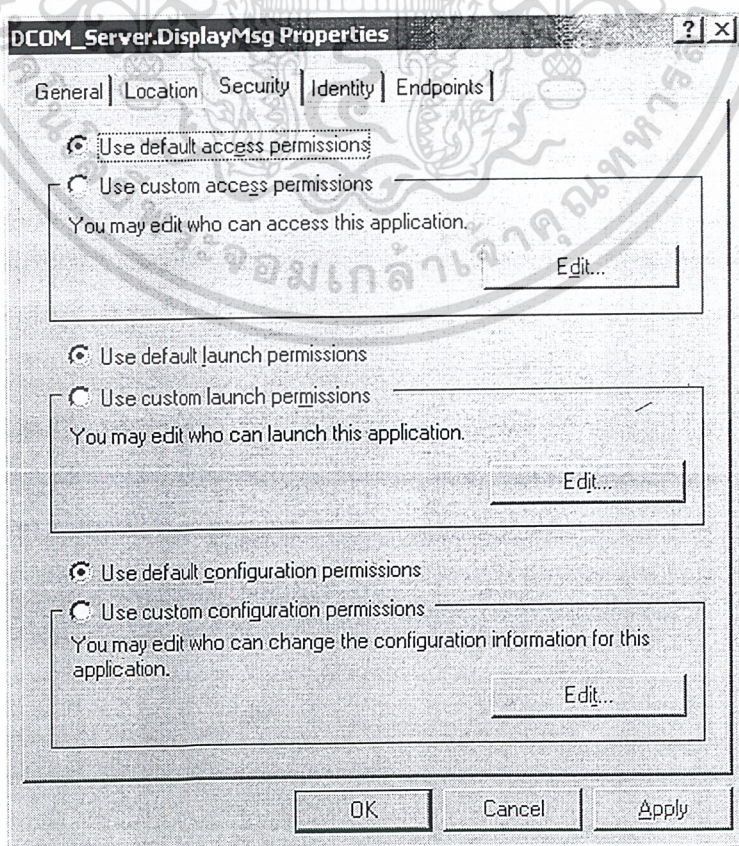 DCOM_Server.DisplayMsg Properties
? ×
General Location Security Identity Endpoints
Use default access permissions
Use custom access permissions
You may edit who can access this application.
Edit...
Use default launch permissions
Use custom launch permissions
You may edit who can launch this application.
Edit...
Use default configuration permissions
Use custom configuration permissions
You may edit who can change the configuration information for this
application.
Edit...
OK Cancel Apply